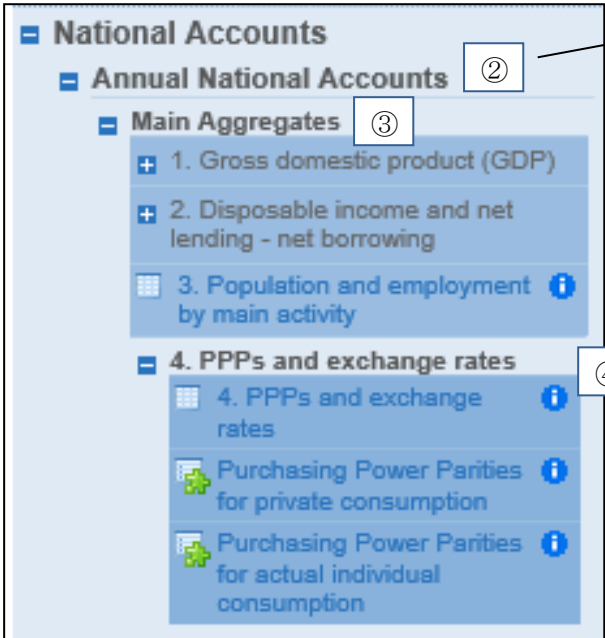 National Accounts
Annual National Accounts ②
Main Aggregates ③
1. Gross domestic product (GDP)
2. Disposable income and net
lending - net borrowing
3. Population and employment
by main activity
4. PPPs and exchange rates ④
4. PPPs and exchange
rates
Purchasing Power Parities
for private consumption
Purchasing Power Parities
for actual individual
consumption